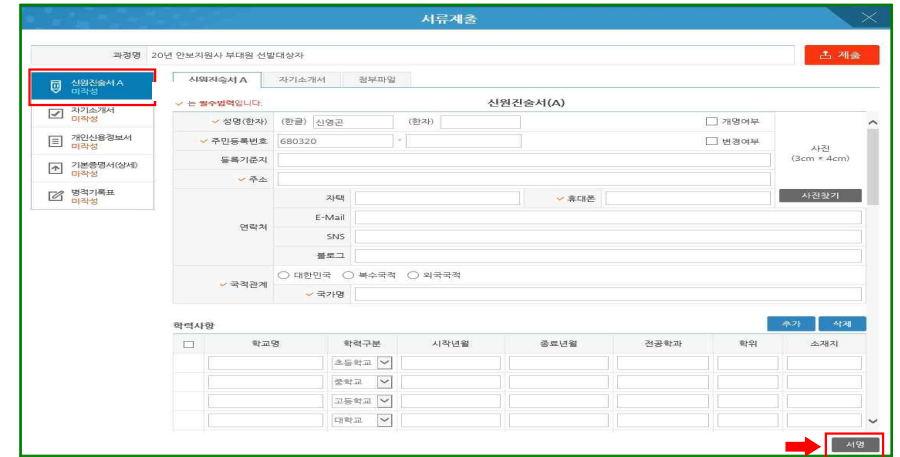 서류제출
과정명 20년 안보지원사 부대원 선발대상자 제출
신원진술서 A
미작성
자기소개서
미작성
개인신용정보서
미작성
기본증명서(상세)
미작성
병적기록표
미작성
신원진술서 A 자기소개서 첨부파일
는 필수입력입니다. 신원진술서(A)
성명(한자) (한글) 신영곤 (한자) 개명여부
주민등록번호 680320 - 변경여부
사진
(3cm * 4cm)
등록기준지
주소
사진찾기
연락처
자택 휴대폰
E-Mail
SNS
블로그
국적관계
대한민국 복수국적 외국국적
국가명
학력사항 추가 삭제
학교명 학력구분 시작년월 종료년월 전공학과 학위 소재지
초등학교
중학교
고등학교
대학교
서명